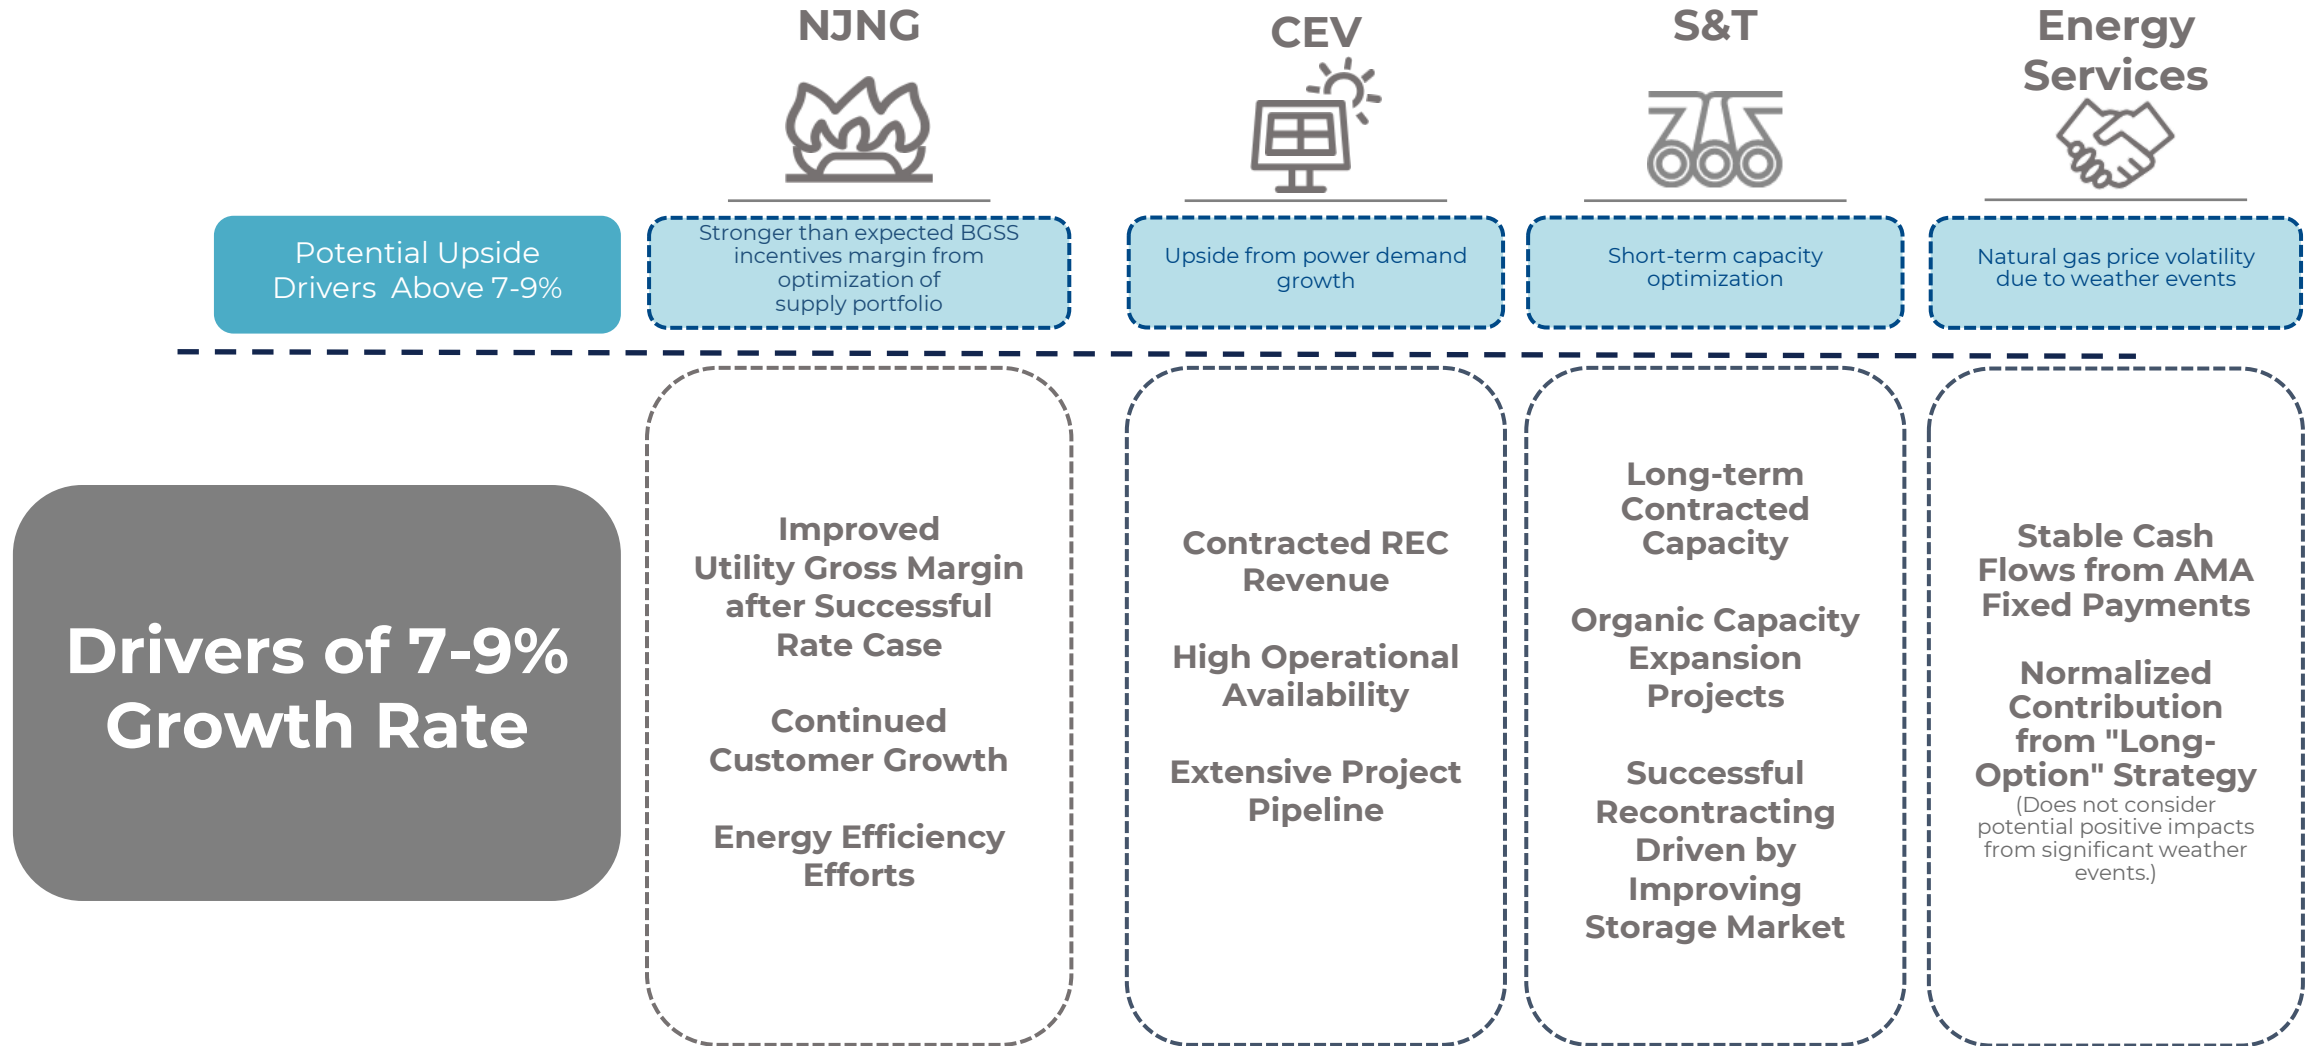 NJNG
CEV
S&T
Energy
Services
Potential Upside
Drivers Above 7-9%
Stronger than expected BGSS
incentives margin from
optimization of
supply portfolio
Upside from power demand
growth
Short-term capacity
optimization
Natural gas price volatility
due to weather events
Drivers of 7-9%
Growth Rate
Improved
Utility Gross Margin
after Successful
Rate Case
Continued
Customer Growth
Energy Efficiency
Efforts
Contracted REC
Revenue
High Operational
Availability
Extensive Project
Pipeline
Long-term
Contracted
Capacity
Organic Capacity
Expansion
Projects
Successful
Recontracting
Driven by
Improving
Storage Market
Stable Cash
Flows from AMA
Fixed Payments
Normalized
Contribution
from "Long-
Option" Strategy
(Does not consider
potential positive impacts
from significant weather
events.)